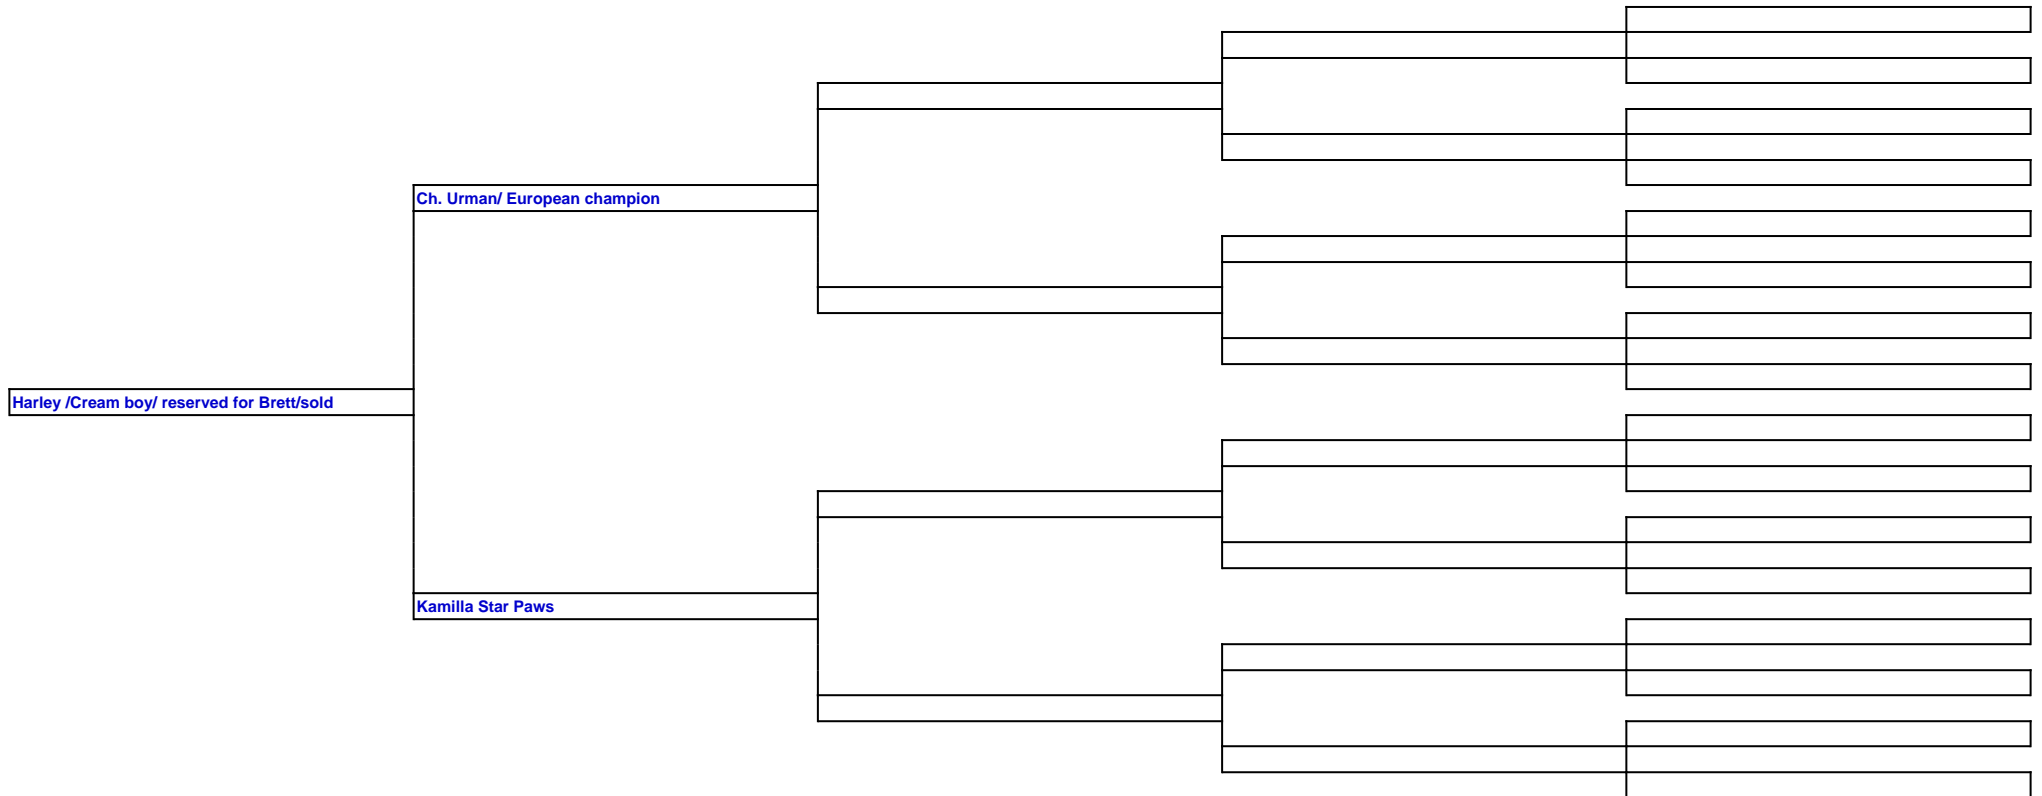 Ch. Urman/ European champion
Harley /Cream boy/ reserved for Brett/sold
Kamilla Star Paws